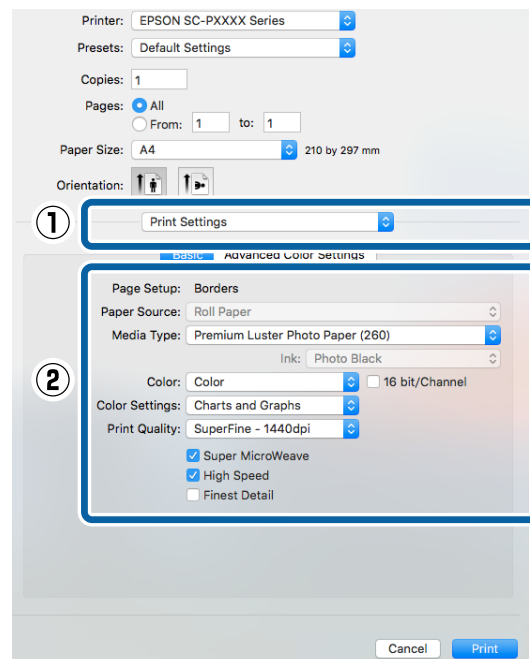 Printer: EPSON SC-PXXXX Series
Presets: Default Settings
Copies: 1
Pages: All
From: 1 to: 1
Paper Size: A4 210 by 297 mm
Orientation:
① Print Settings
Basic Advanced Color Settings
Page Setup: Borders
Paper Source: Roll Paper
Media Type: Premium Luster Photo Paper (260)
Ink: Photo Black
② Color: Color 16 bit/Channel
Color Settings: Charts and Graphs
Print Quality: SuperFine - 1440dpi
Super MicroWeave
High Speed
Finest Detail
Cancel Print